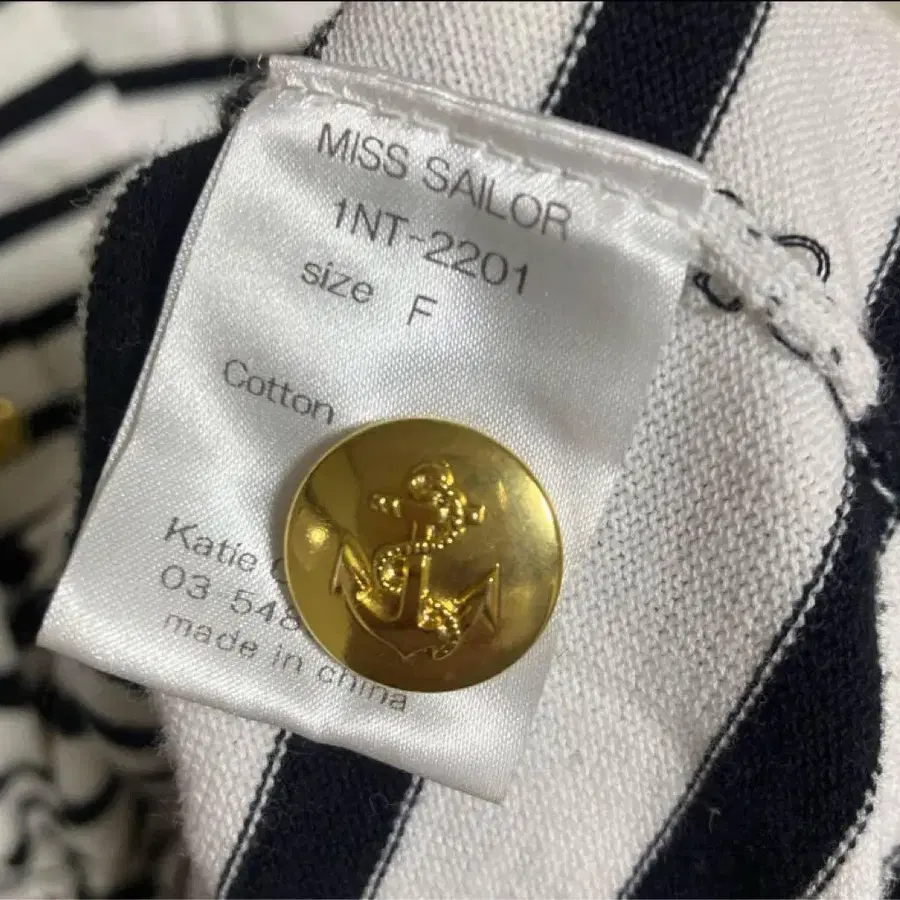 MISS SAILOR
1NT-2201
size F
Cotton
Katie
03 548
made in china